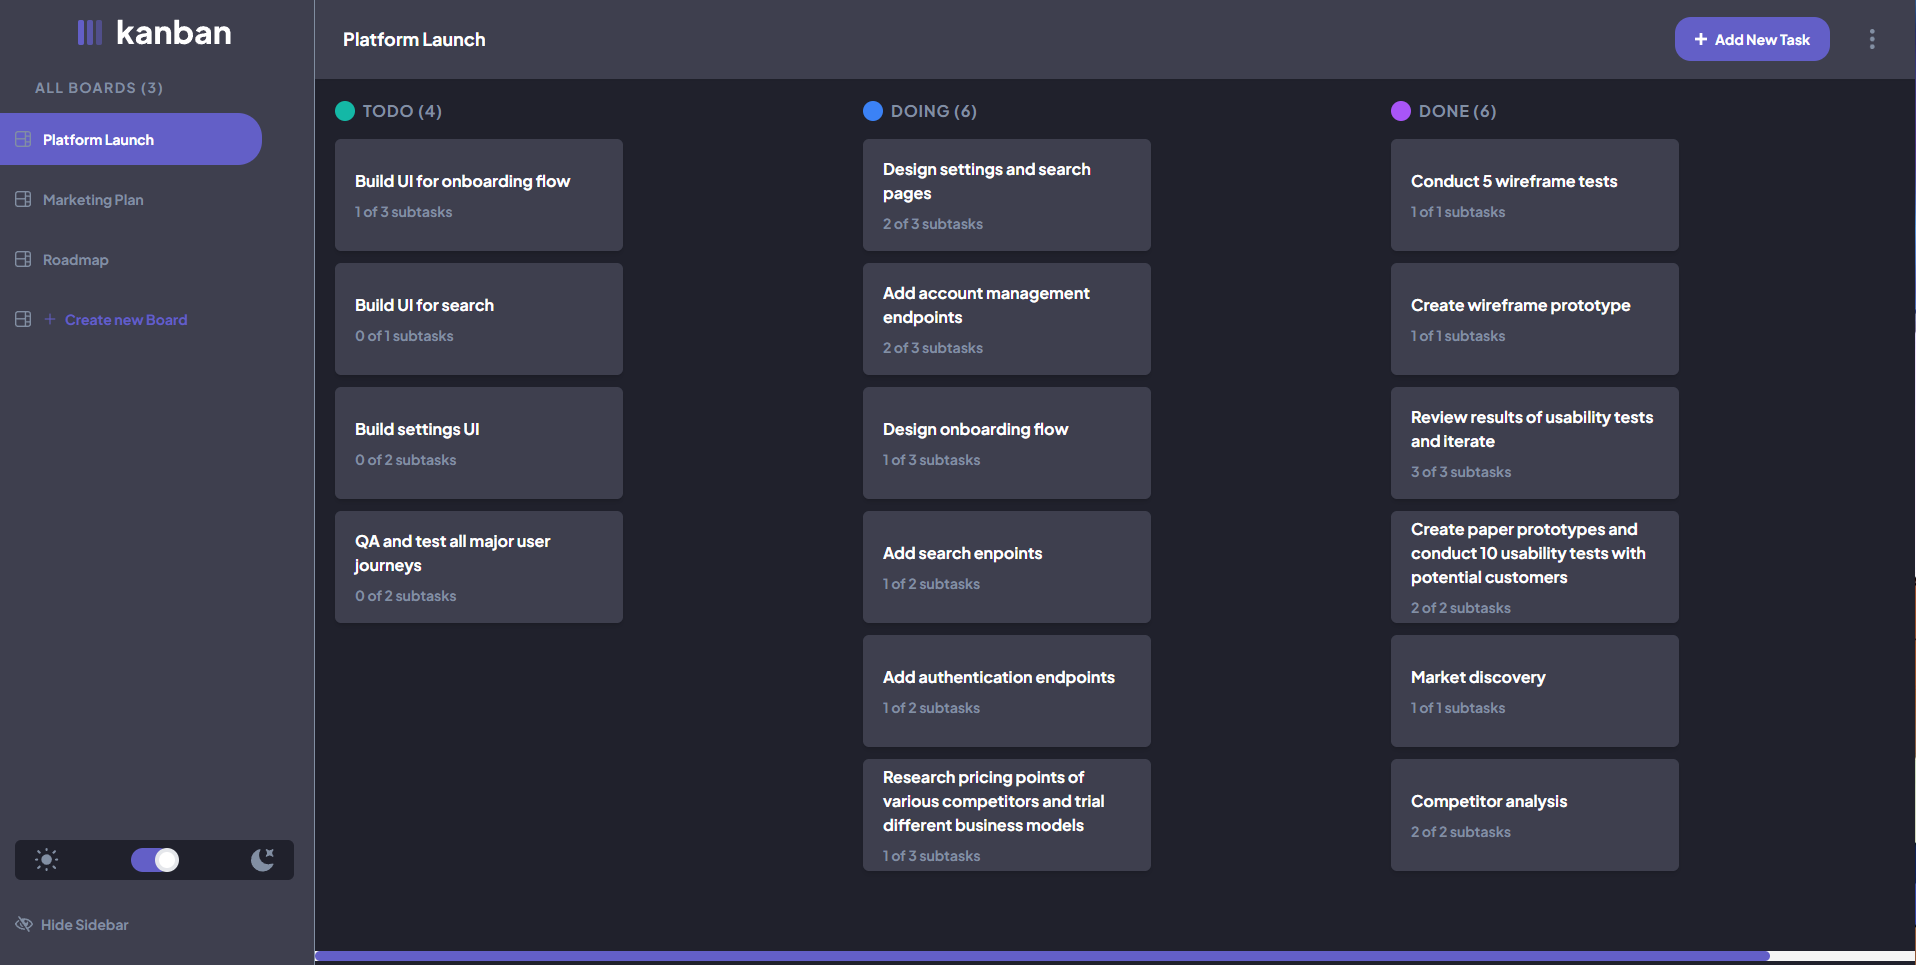 kanban
ALL BOARDS (3)
Platform Launch
Marketing Plan
Roadmap
+ Create new Board
Hide Sidebar
Platform Launch
+ Add New Task
TODO (4)
Build UI for onboarding flow
1 of 3 subtasks
Build UI for search
0 of 1 subtasks
Build settings UI
0 of 2 subtasks
QA and test all major user
journeys
0 of 2 subtasks
DOING (6)
Design settings and search
pages
2 of 3 subtasks
Add account management
endpoints
2 of 3 subtasks
Design onboarding flow
1 of 3 subtasks
Add search enpoints
1 of 2 subtasks
Add authentication endpoints
1 of 2 subtasks
Research pricing points of
various competitors and trial
different business models
1 of 3 subtasks
DONE (6)
Conduct 5 wireframe tests
1 of 1 subtasks
Create wireframe prototype
1 of 1 subtasks
Review results of usability tests
and iterate
3 of 3 subtasks
Create paper prototypes and
conduct 10 usability tests with
potential customers
2 of 2 subtasks
Market discovery
1 of 1 subtasks
Competitor analysis
2 of 2 subtasks